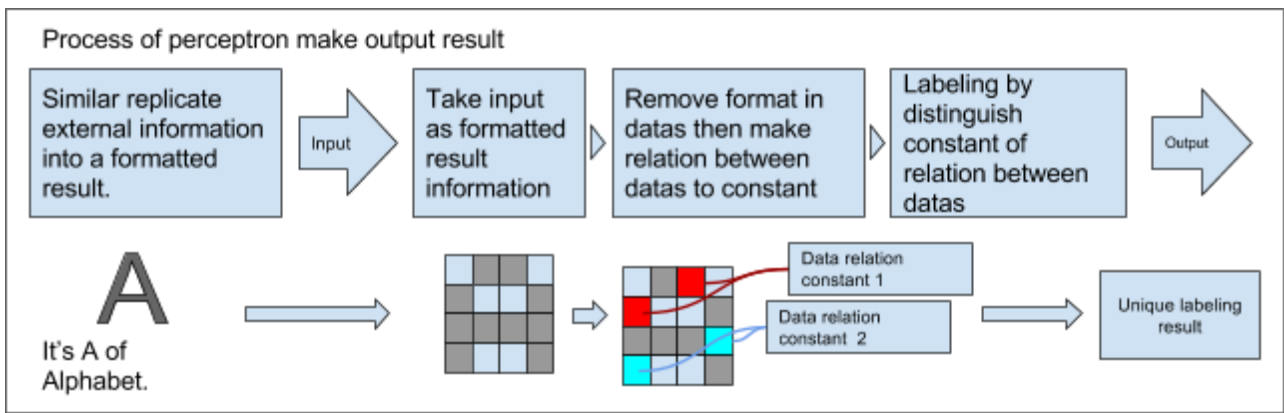 Process of perceptron make output result
Similar replicate
external information
into a formatted
result.
Input
Take input
as formatted
result
information
Remove format in
datas then make
relation between
datas to constant
Labeling by
distinguish
constant of
relation between
datas
Output
A
It's A of
Alphabet.
Data relation
constant 1
Data relation
constant 2
Unique labeling
result